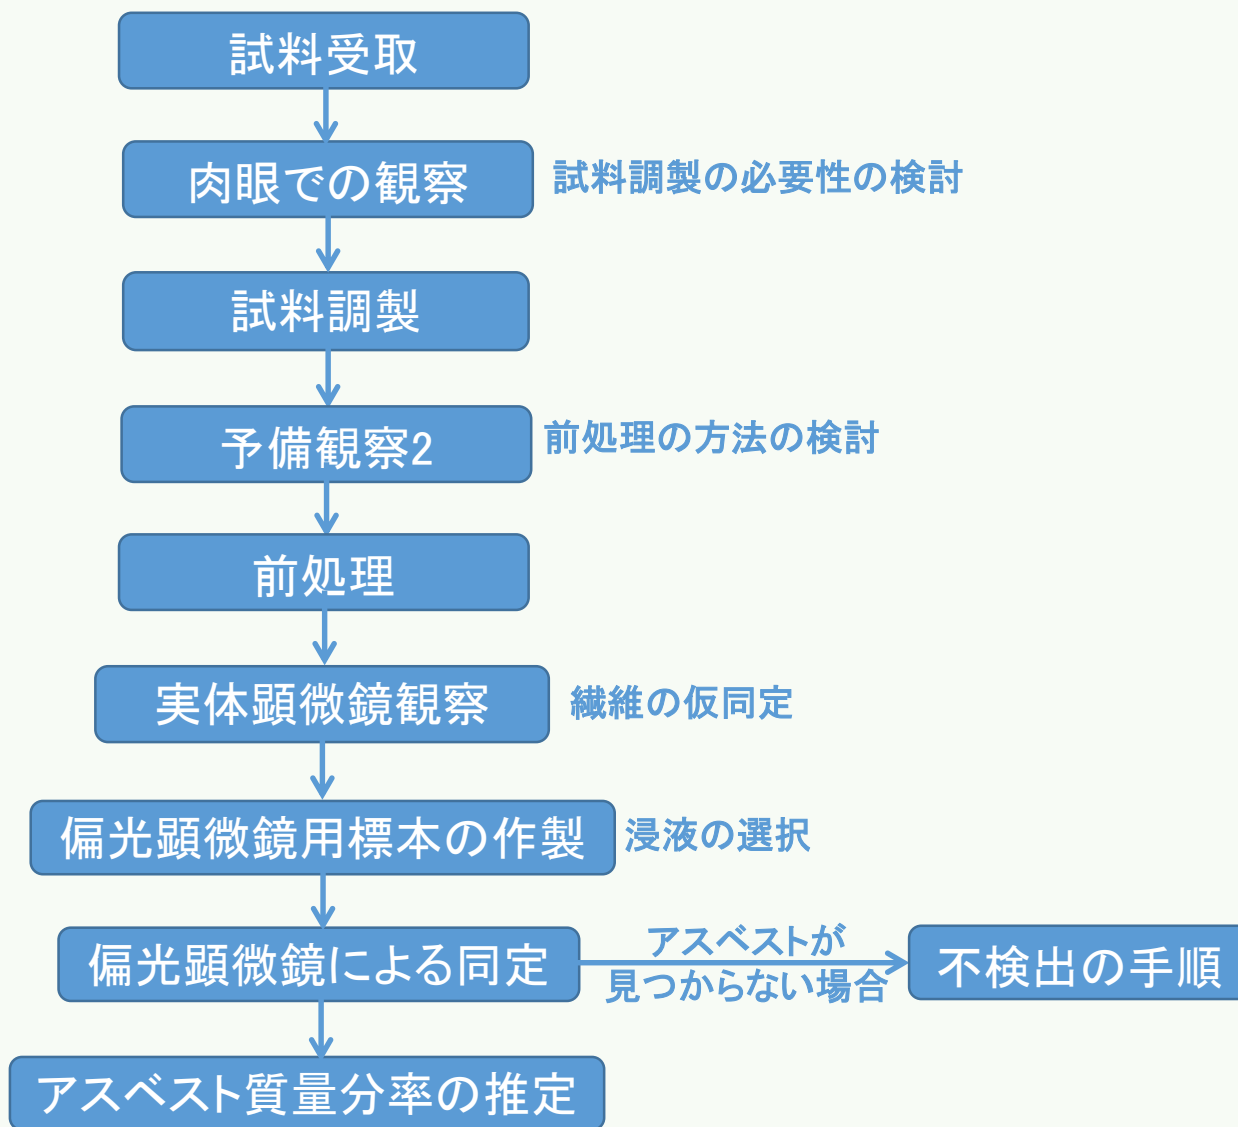 試料受取
肉眼での観察
試料調製の必要性の検討
試料調製
予備観察2
前処理の方法の検討
前処理
実体顕微鏡観察
繊維の仮同定
偏光顕微鏡用標本の作製
浸液の選択
偏光顕微鏡による同定
アスベストが
見つからない場合
不検出の手順
アスベスト質量分率の推定